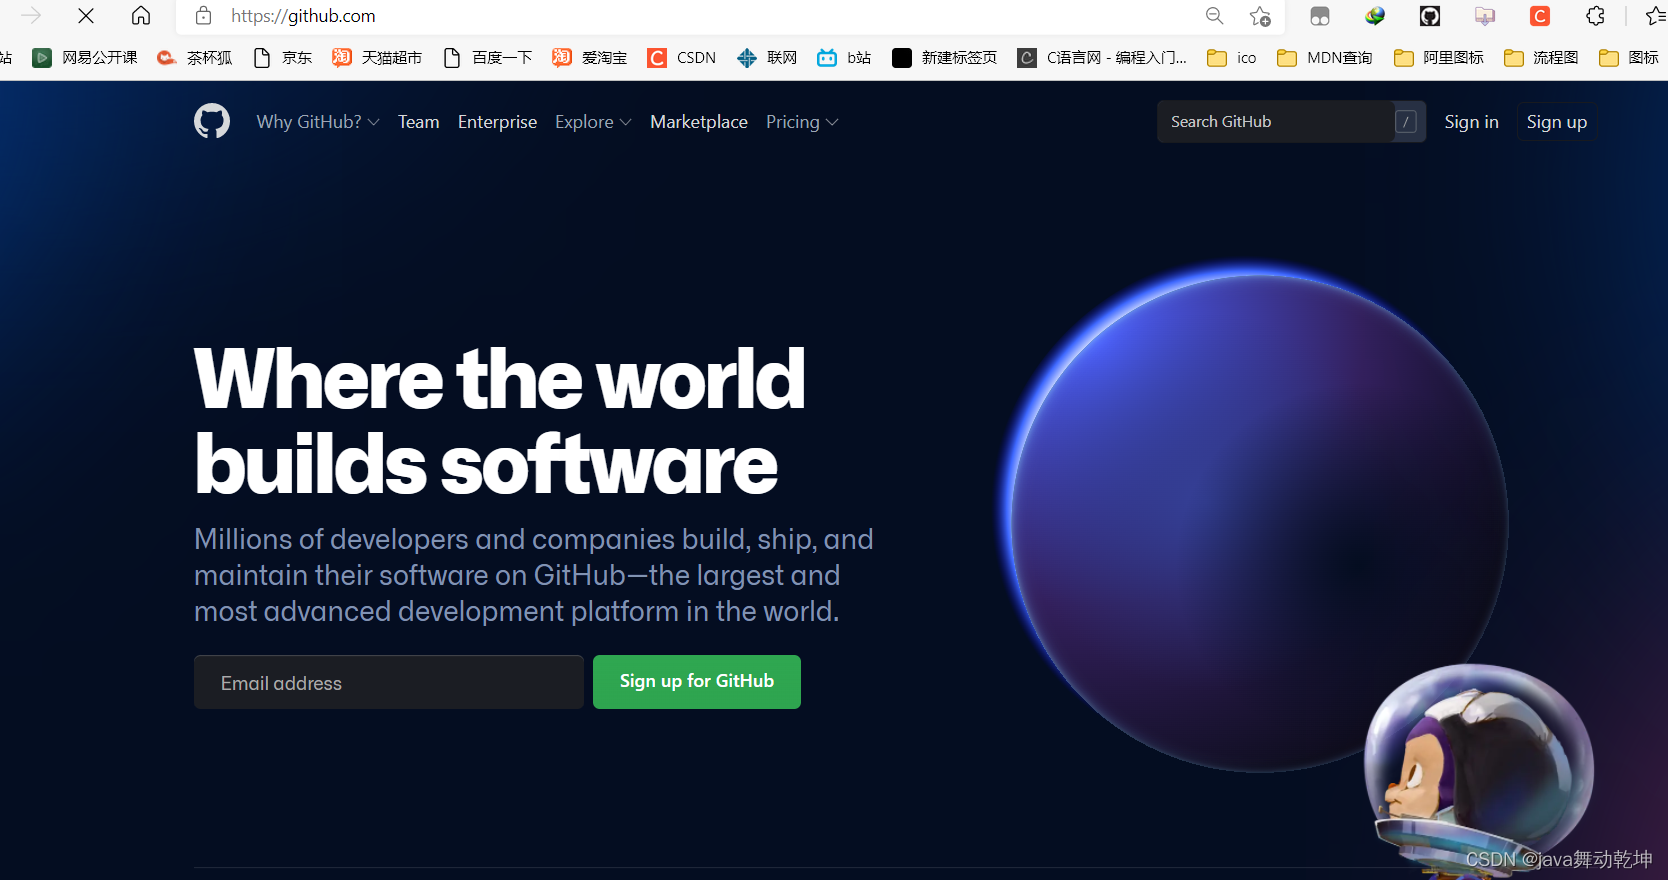 https://github.com
站 网易公开课 茶杯狐 京东 天猫超市 百度一下 爱淘宝 CSDN 联网 b站 新建标签页 C语言网 - 编程入门... ico MDN查询 阿里图标 流程图 图标
Why GitHub? Team Enterprise Explore Marketplace Pricing Search GitHub / Sign in Sign up
Where the world
builds software
Millions of developers and companies build, ship, and
maintain their software on GitHub—the largest and
most advanced development platform in the world.
Email address Sign up for GitHub
CSDN @java舞动乾坤